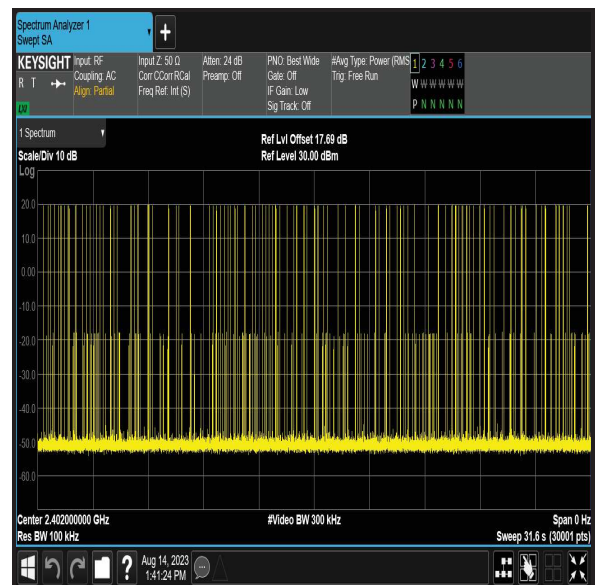 Spectrum Analyzer 1
Swept SA
+
KEYSIGHT Input: RF Input Z: 50 Ω Atten: 24 dB PNO: Best Wide #Avg Type: Power (RMS 1 2 3 4 5 6
R T Coupling: AC Corr CCorr RCal Preamp: Off Gate: Off Trig: Free Run
Align: Partial Freq Ref: Int (S) IF Gain: Low W W W W W W
Sig Track: Off P N N N N N
1 Spectrum
Ref Lvl Offset 17.69 dB
Scale/Div 10 dB Ref Level 30.00 dBm
Log
20.0
10.0
0.00
-10.0
-20.0
-30.0
-40.0
-50.0
-60.0
Center 2.402000000 GHz #Video BW 300 kHz Span 0 Hz
Res BW 100 kHz Sweep 31.6 s (30001 pts)
? Aug 14, 2023
1:41:24 PM